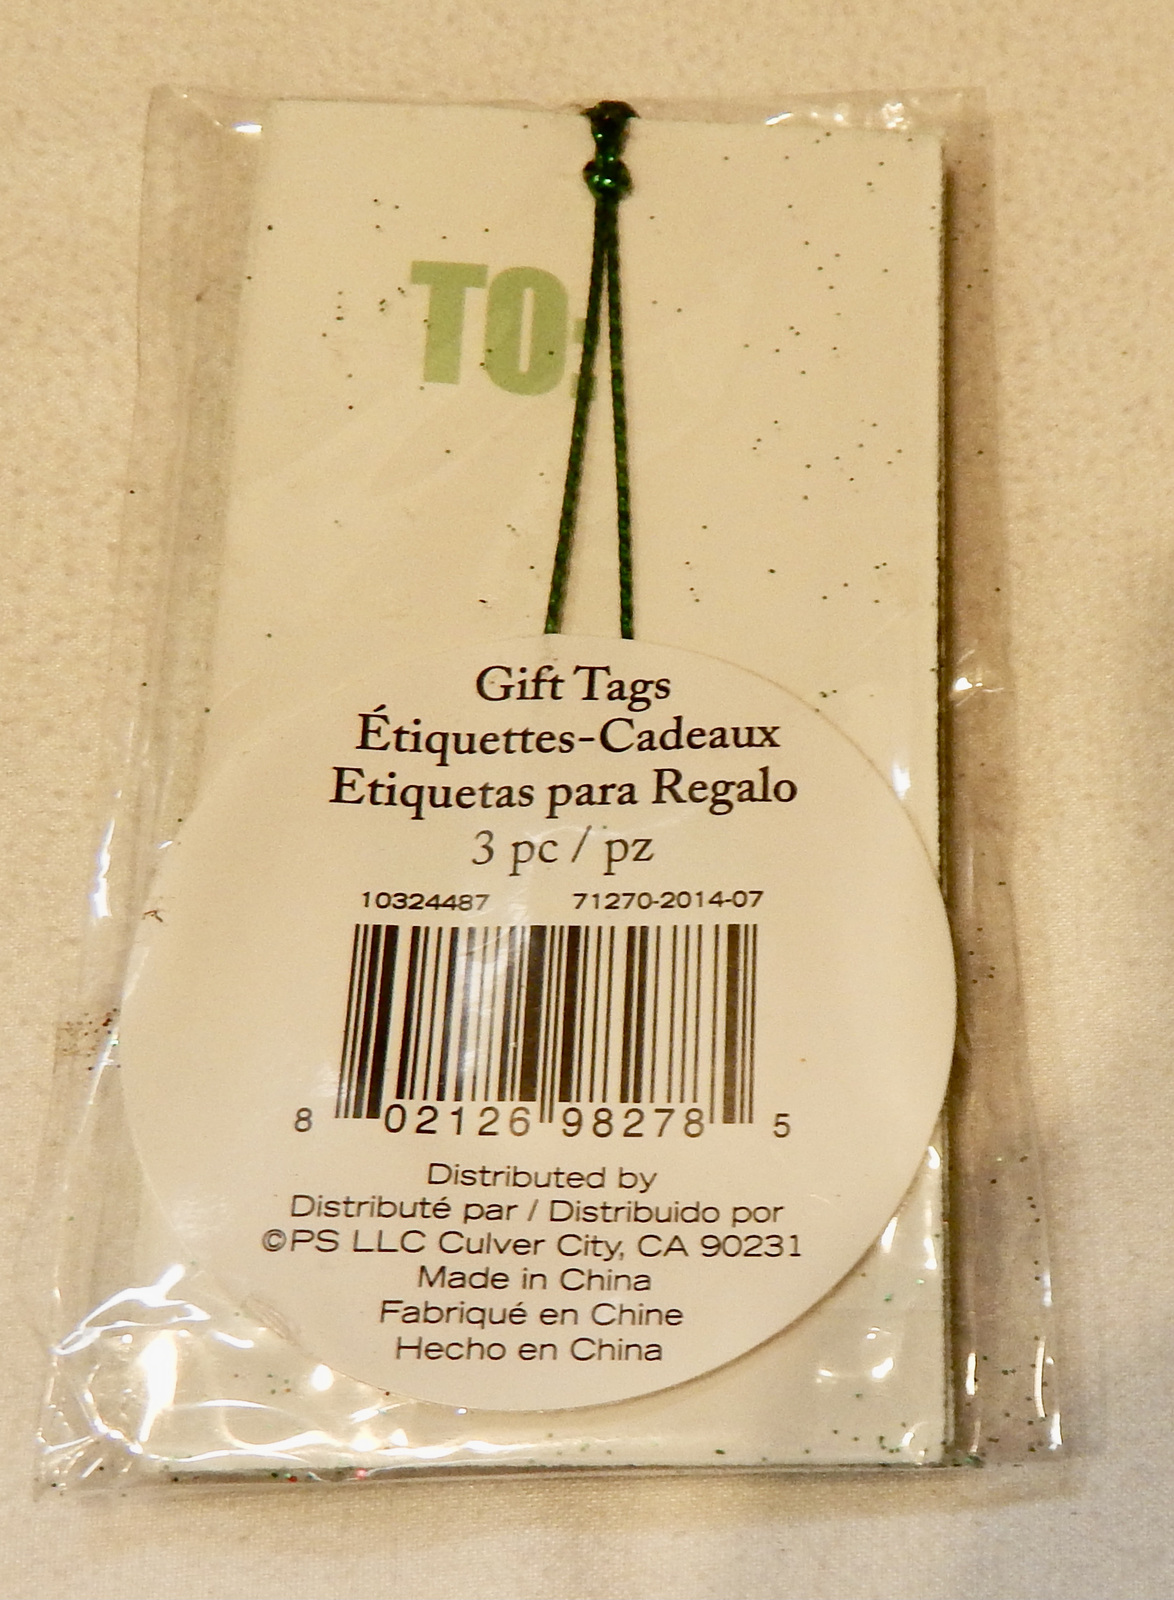 TO:
Gift Tags
Étiquettes-Cadeaux
Etiquetas para Regalo
3 pc / pz
10324487 71270-2014-07
8 02126 98278 5
Distributed by
Distribué par / Distribuido por
©PS LLC Culver City, CA 90231
Made in China
Fabriqué en Chine
Hecho en China